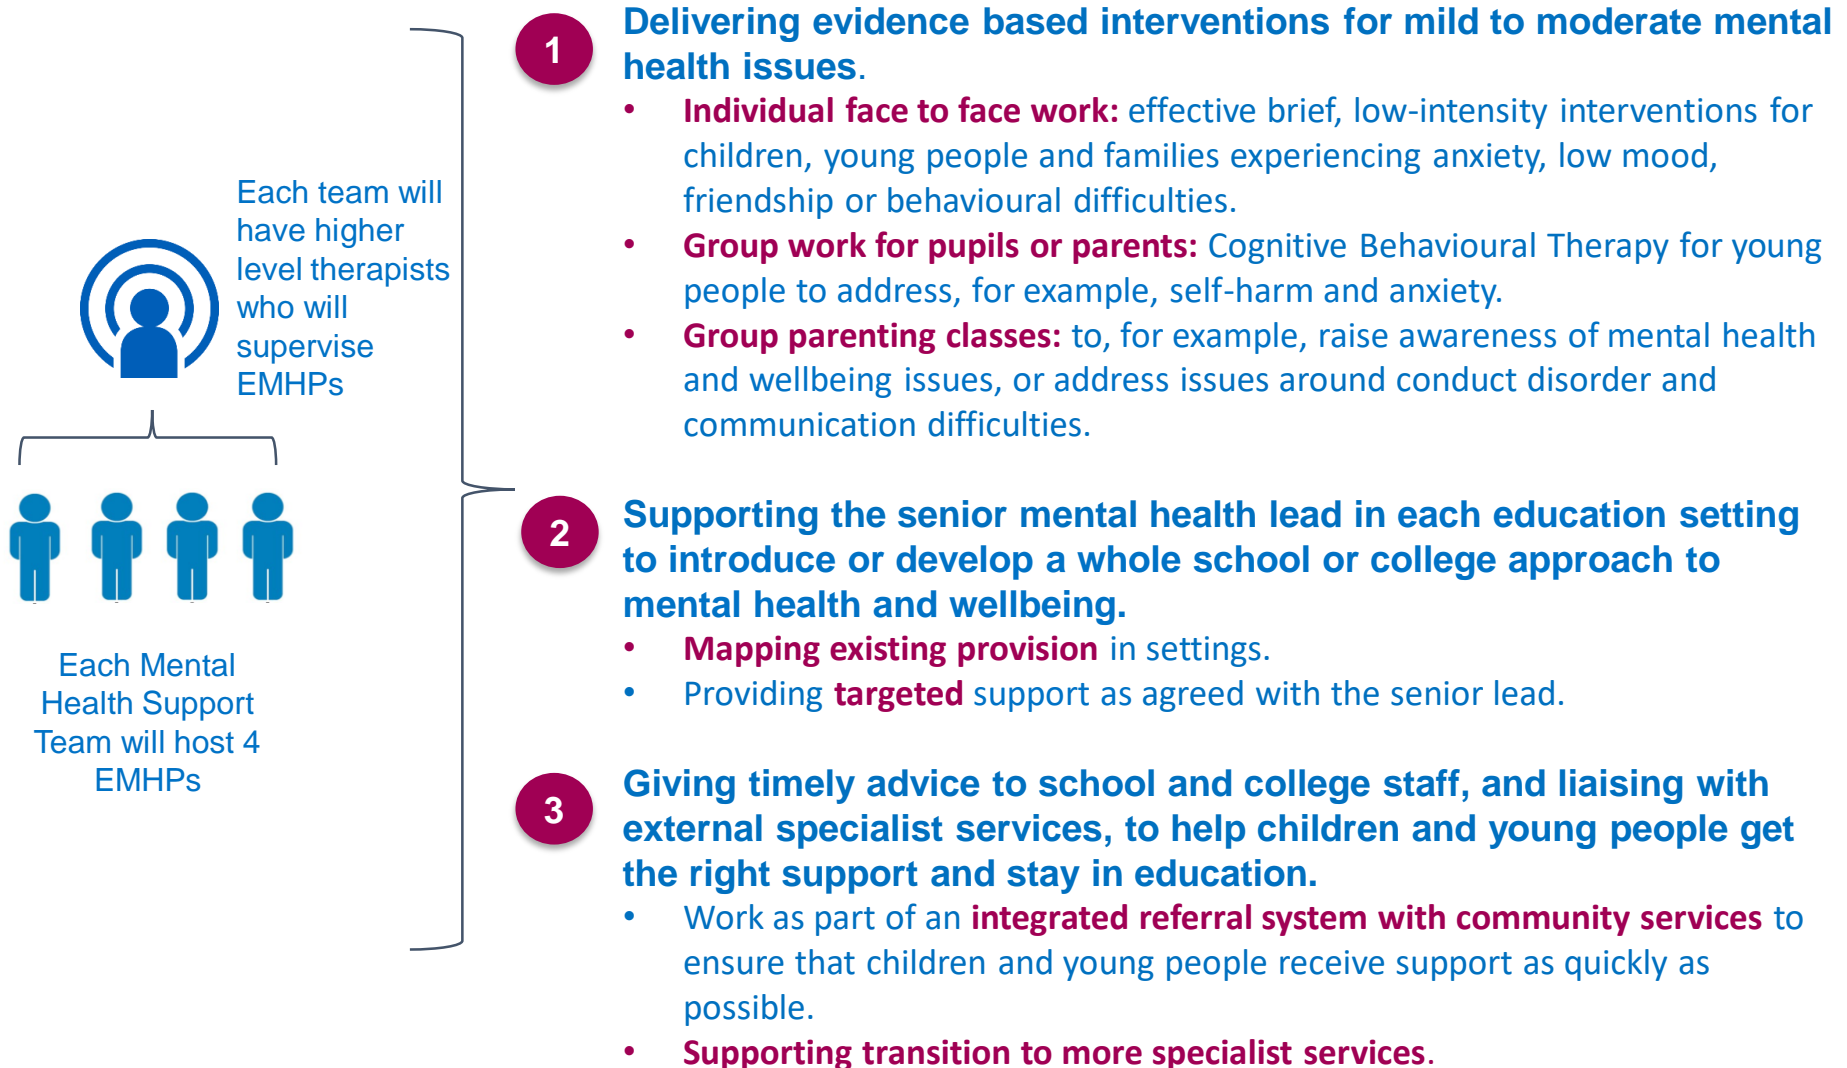 Each team will
have higher
level therapists
who will
supervise
EMHPs
Each Mental
Health Support
Team will host 4
EMHPs
1
Delivering evidence based interventions for mild to moderate mental
health issues.
• Individual face to face work: effective brief, low-intensity interventions for
children, young people and families experiencing anxiety, low mood,
friendship or behavioural difficulties.
• Group work for pupils or parents: Cognitive Behavioural Therapy for young
people to address, for example, self-harm and anxiety.
• Group parenting classes: to, for example, raise awareness of mental health
and wellbeing issues, or address issues around conduct disorder and
communication difficulties.
2
Supporting the senior mental health lead in each education setting
to introduce or develop a whole school or college approach to
mental health and wellbeing.
• Mapping existing provision in settings.
• Providing targeted support as agreed with the senior lead.
3
Giving timely advice to school and college staff, and liaising with
external specialist services, to help children and young people get
the right support and stay in education.
• Work as part of an integrated referral system with community services to
ensure that children and young people receive support as quickly as
possible.
• Supporting transition to more specialist services.